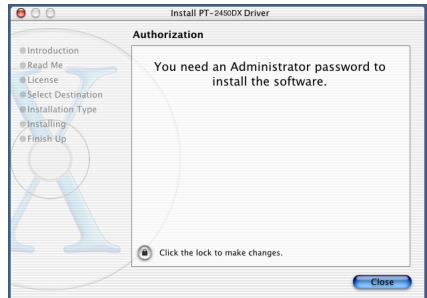 Install PT-2450DX Driver
Authorization
Introduction
Read Me
License
Select Destination
Installation Type
Installing
Finish Up
You need an Administrator password to
install the software.
Click the lock to make changes.
Close